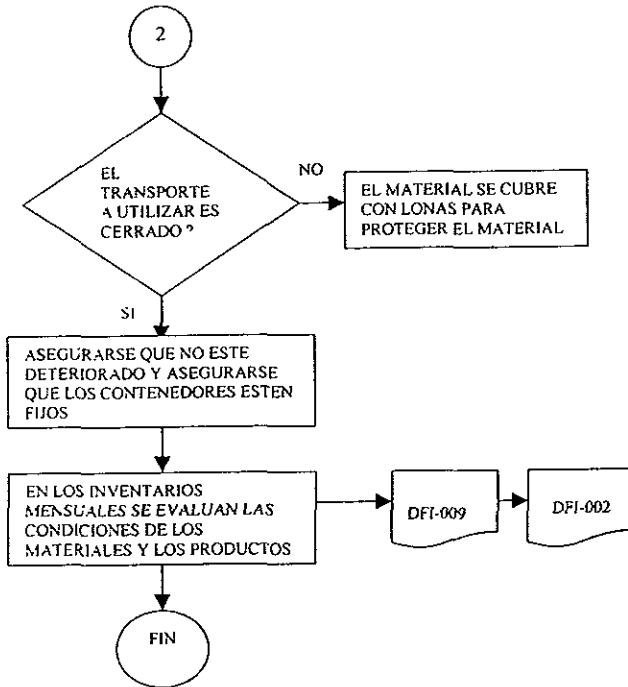 2
EL
TRANSPORTE
A UTILIZAR ES
CERRADO ?
NO
EL MATERIAL SE CUBRE
CON LONAS PARA
PROTEGER EL MATERIAL
SI
ASEGURARSE QUE NO ESTE
DETERIORADO Y ASEGURARSE
QUE LOS CONTENEDORES ESTEN
FIJOS
EN LOS INVENTARIOS
MENSUALES SE EVALUAN LAS
CONDICIONES DE LOS
MATERIALES Y LOS PRODUCTOS
DFI-009
DFI-002
FIN